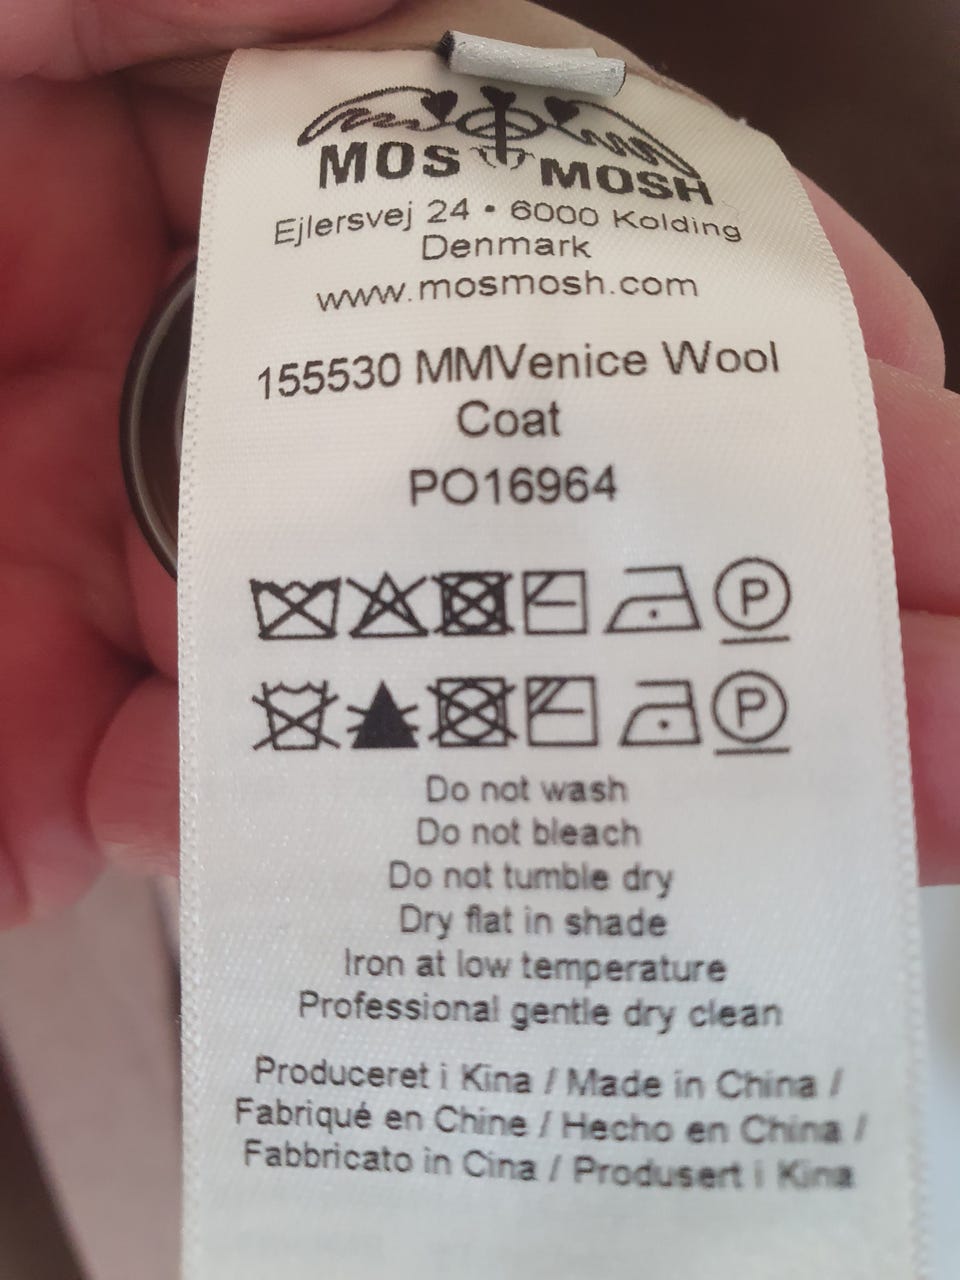 MOS MOSH
Ejlersvej 24 • 6000 Kolding
Denmark
www.mosmosh.com
155530 MMVenice Wool
Coat
PO16964
P
P
Do not wash
Do not bleach
Do not tumble dry
Dry flat in shade
Iron at low temperature
Professional gentle dry clean
Produceret i Kina / Made in China /
Fabriqué en Chine / Hecho en China /
Fabbricato in Cina / Produsert i Kina